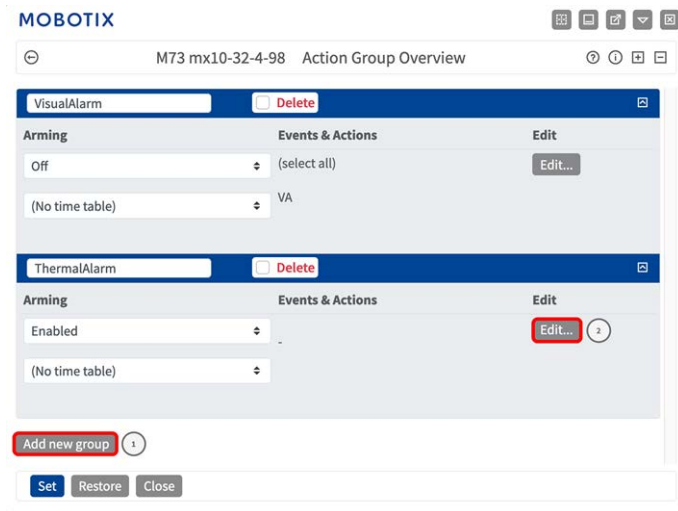 MOBOTIX
M73 mx10-32-4-98 Action Group Overview
VisualAlarm Delete
Arming Events & Actions Edit
Off (select all) Edit...
(No time table) VA
ThermalAlarm Delete
Arming Events & Actions Edit
Enabled - Edit... 2
(No time table)
Add new group 1
Set Restore Close